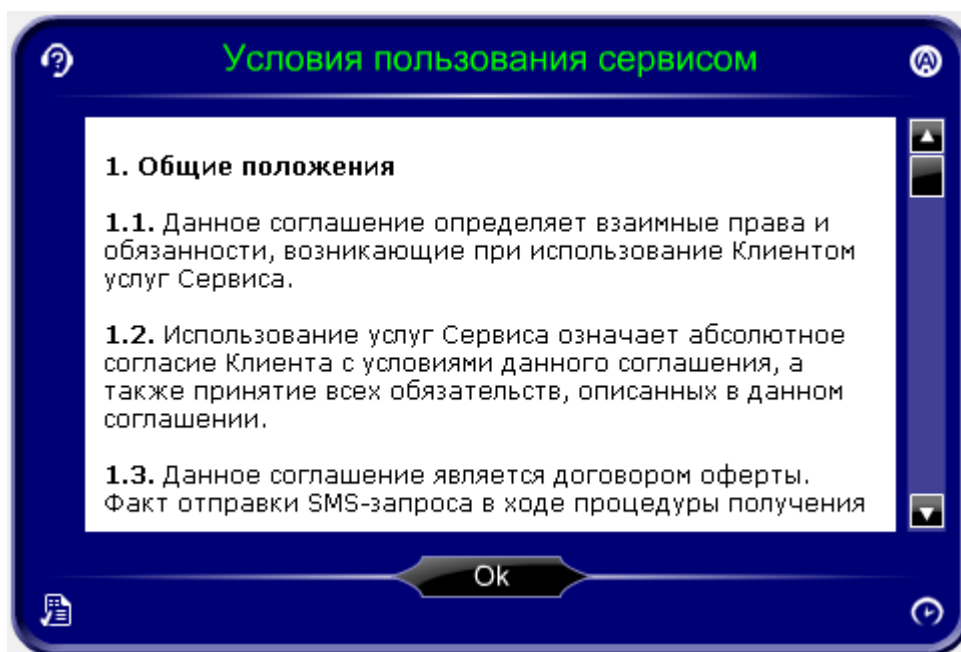 Условия пользования сервисом
1. Общие положения
1.1. Данное соглашение определяет взаимные права и
обязанности, возникающие при использование Клиентом
услуг Сервиса.
1.2. Использование услуг Сервиса означает абсолютное
согласие Клиента с условиями данного соглашения, а
также принятие всех обязательств, описанных в данном
соглашении.
1.3. Данное соглашение является договором оферты.
Факт отправки SMS-запроса в ходе процедуры получения
Ok